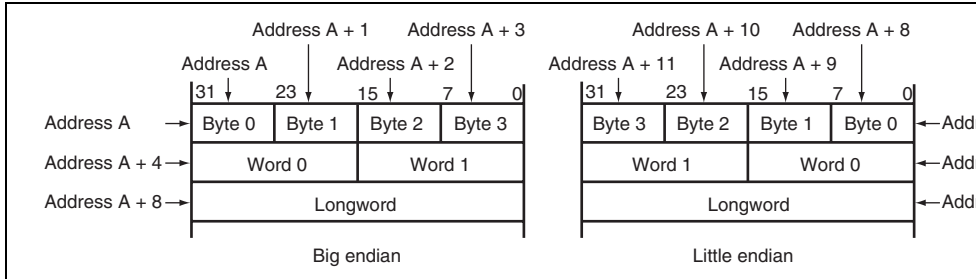 Address A + 1 Address A + 3 Address A + 10 Address A + 8
Address A Address A + 2 Address A + 11 Address A + 9
31 23 15 7 0 31 23 15 7 0
Address A Byte 0 Byte 1 Byte 2 Byte 3 Byte 3 Byte 2 Byte 1 Byte 0
Address A + 4 Word 0 Word 1 Word 1 Word 0
Address A + 8 Longword Longword
Big endian Little endian